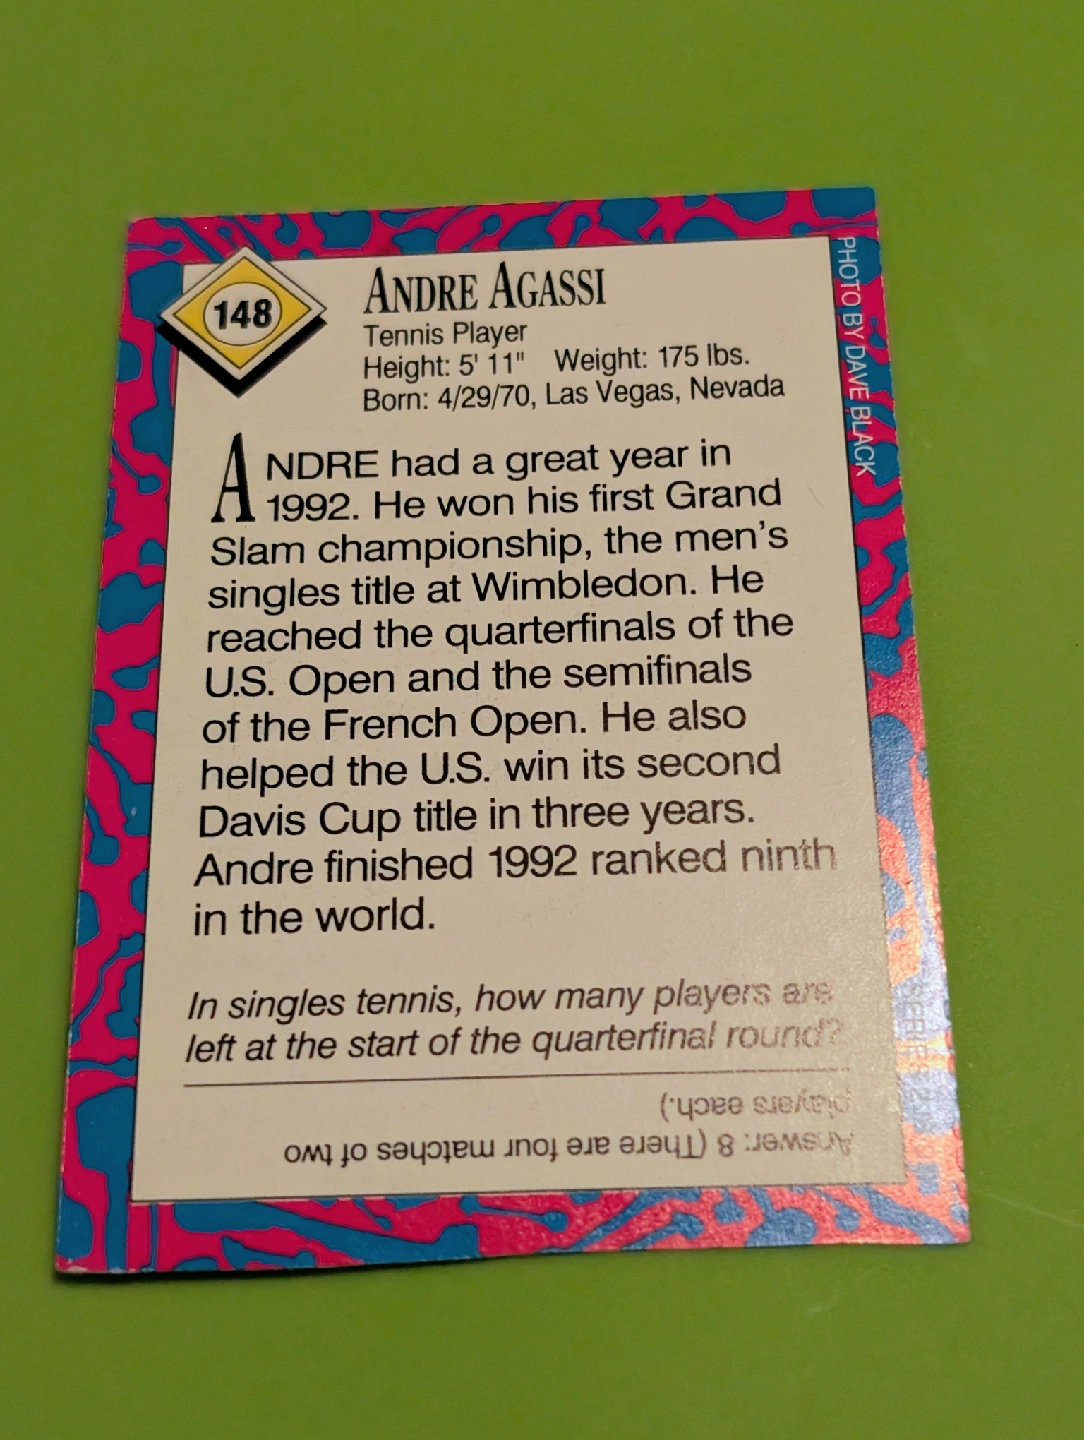 148
ANDRE AGASSI
Tennis Player
Height: 5' 11" Weight: 175 lbs.
Born: 4/29/70, Las Vegas, Nevada
ANDRE had a great year in
1992. He won his first Grand
Slam championship, the men's
singles title at Wimbledon. He
reached the quarterfinals of the
U.S. Open and the semifinals
of the French Open. He also
helped the U.S. win its second
Davis Cup title in three years.
Andre finished 1992 ranked ninth
in the world.
In singles tennis, how many players are
left at the start of the quarterfinal round?
Answer: 8 (There are four matches of two
players each.)
PHOTO BY DAVE BLACK
SERIES